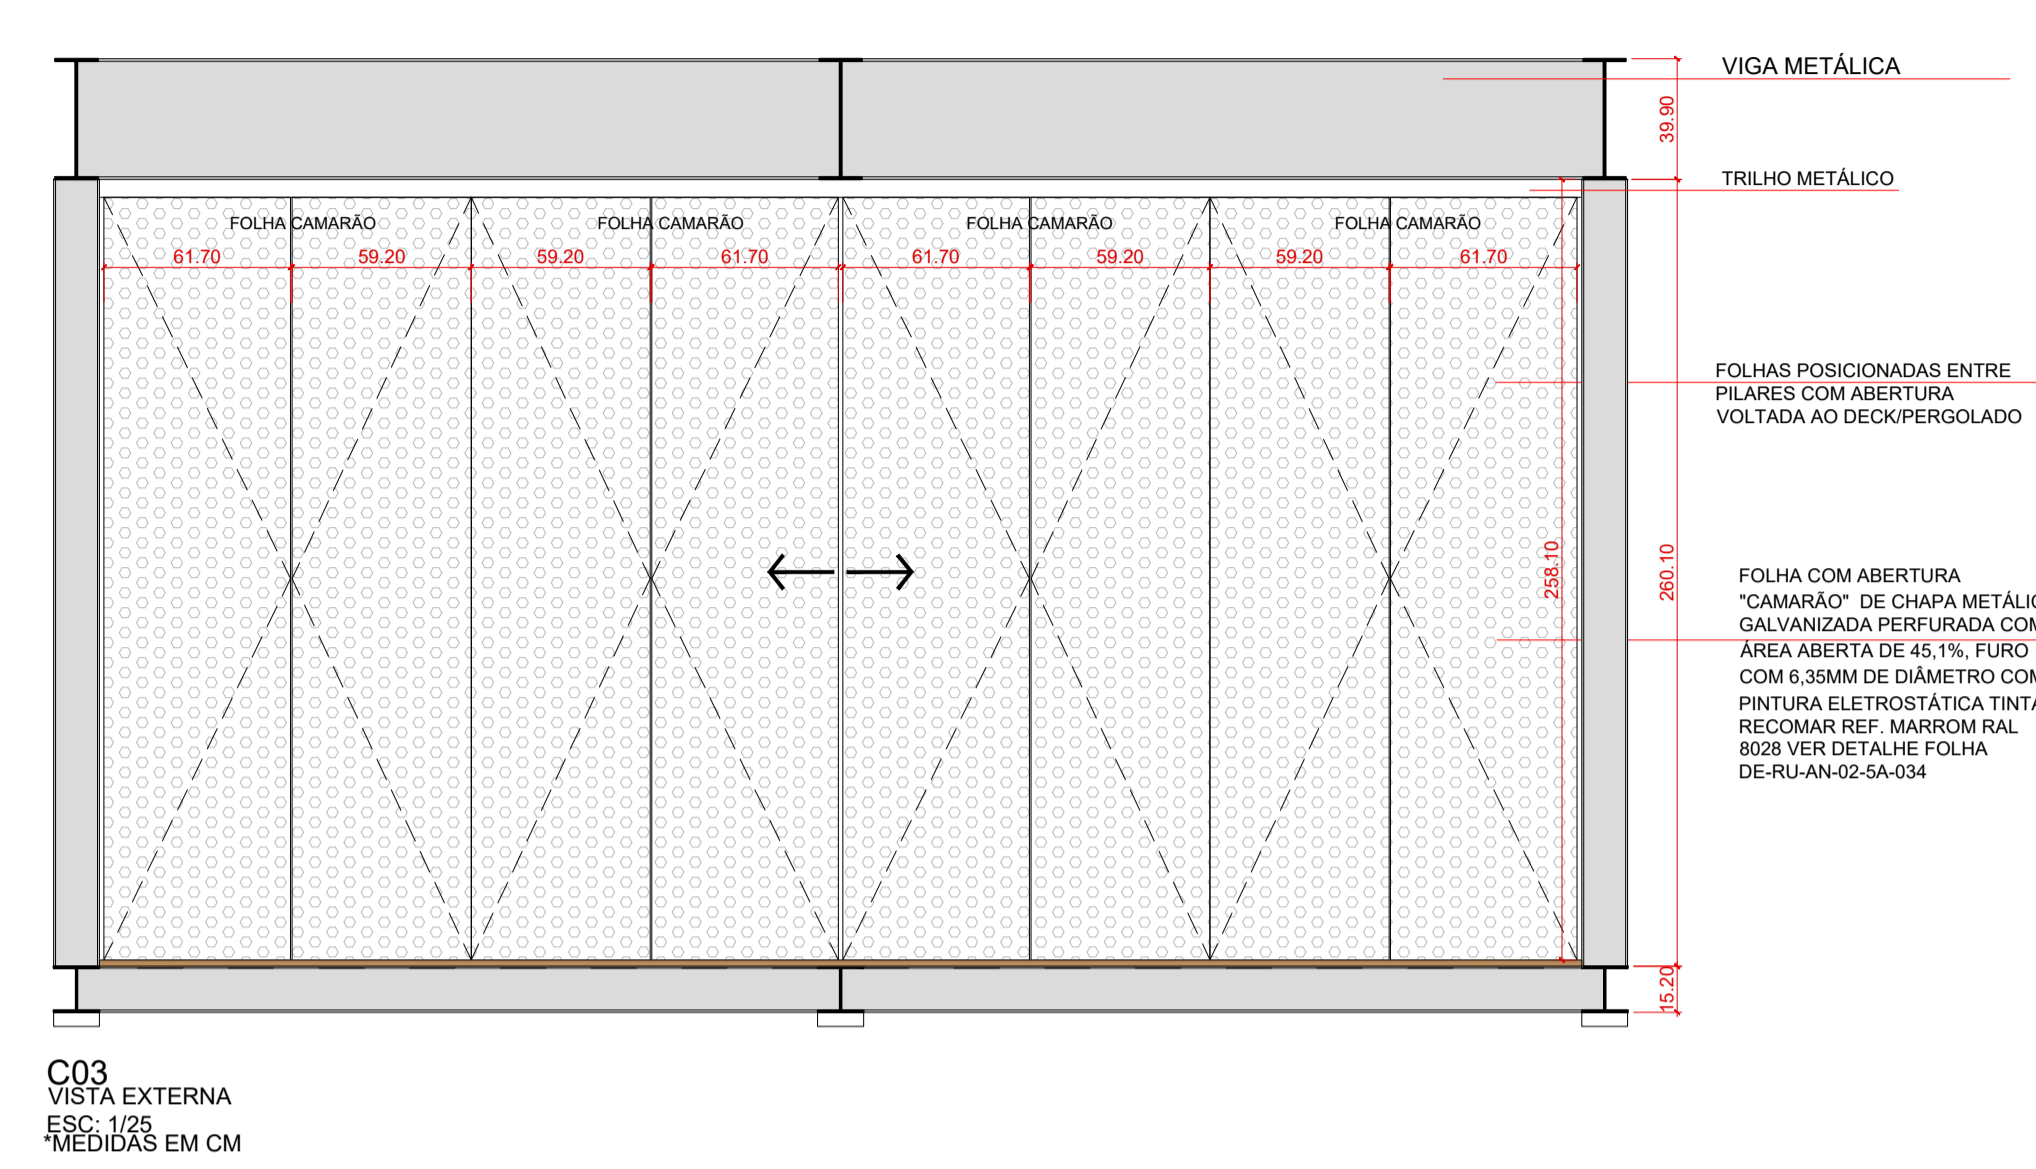 VIGA METÁLICA
39.90
TRILHO METÁLICO
FOLHA CAMARÃO FOLHA CAMARÃO FOLHA CAMARÃO FOLHA CAMARÃO
61.70 59.20 59.20 61.70 61.70 59.20 59.20 61.70
FOLHAS POSICIONADAS ENTRE
PILARES COM ABERTURA
VOLTADA AO DECK/PERGOLADO
258.10
260.10
FOLHA COM ABERTURA
"CAMARÃO" DE CHAPA METÁLIC
GALVANIZADA PERFURADA COM
ÁREA ABERTA DE 45,1%, FURO
COM 6,35MM DE DIÂMETRO COM
PINTURA ELETROSTÁTICA TINTA
RECOMAR REF. MARROM RAL
8028 VER DETALHE FOLHA
DE-RU-AN-02-5A-034
15.20
C03
VISTA EXTERNA
ESC: 1/25
*MEDIDAS EM CM